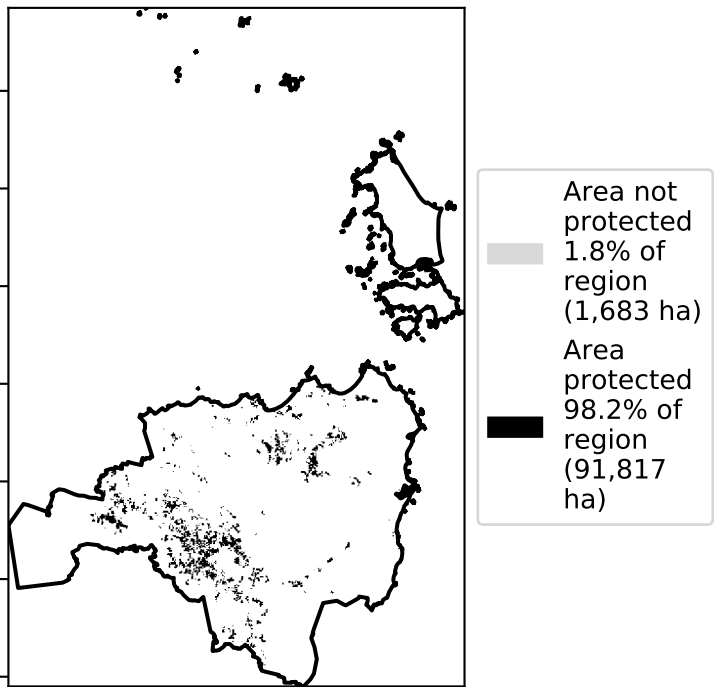 Area not
protected
1.8% of
region
(1,683 ha)
Area
protected
98.2% of
region
(91,817
ha)